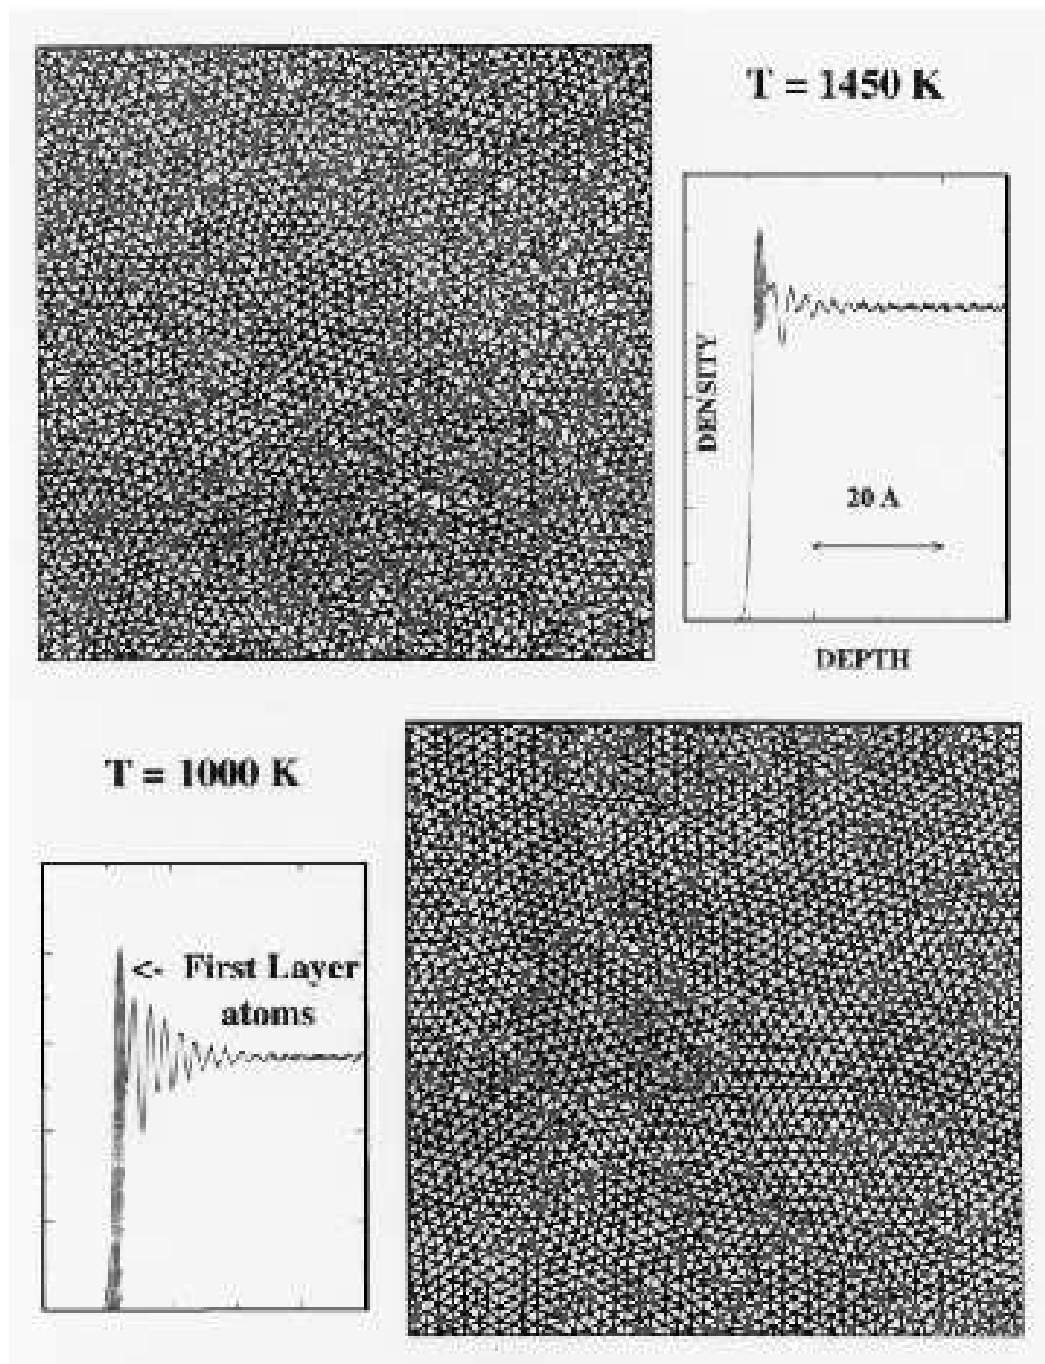 T = 1450 K
DENSITY
20 A
DEPTH
T = 1000 K
<- First Layer
atoms